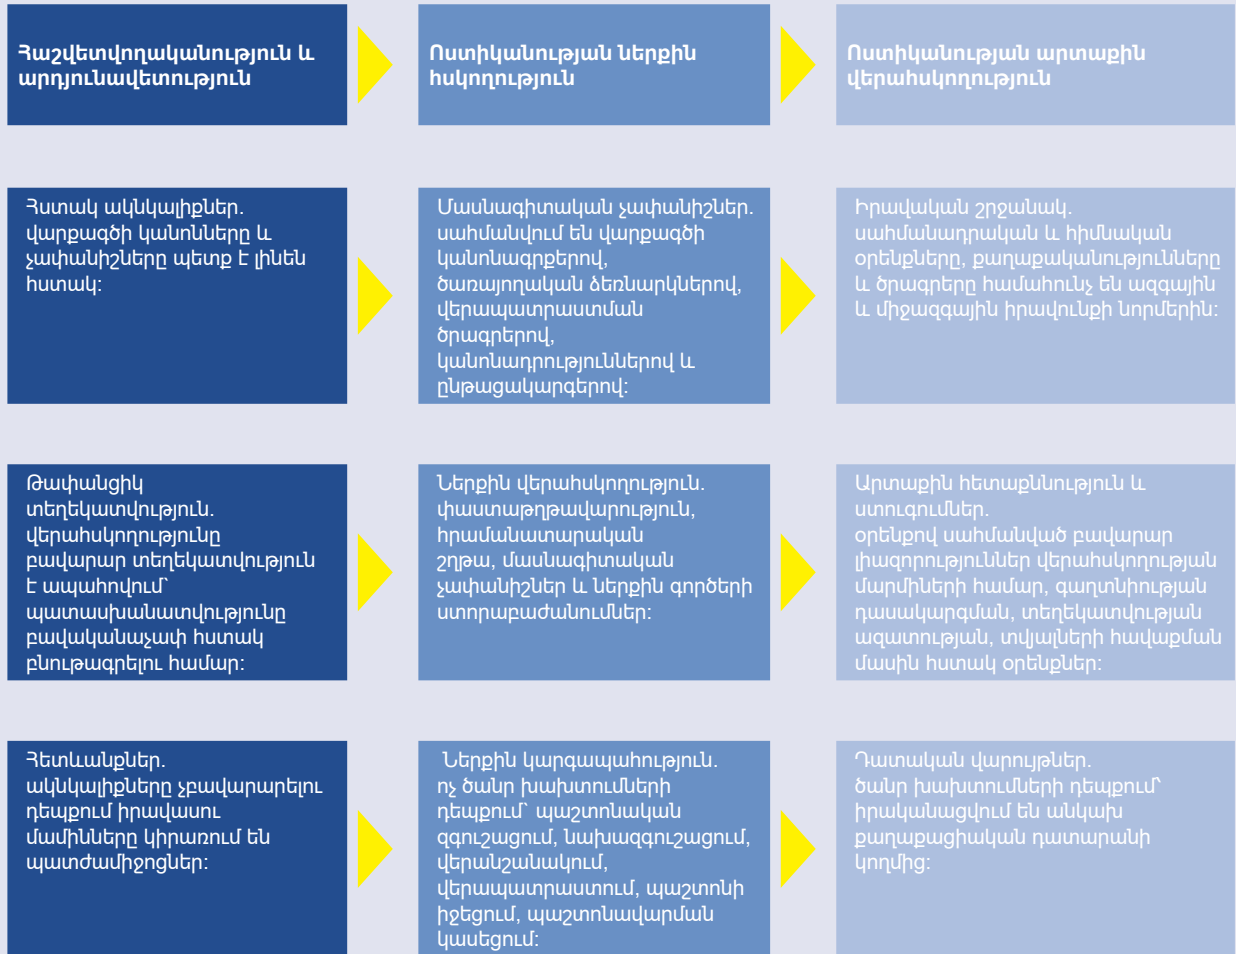 Հաշվետվողականություն և
արդյունավետություն
Ոստիկանության ներքին
հսկողություն
Ոստիկանության արտաքին
վերահսկողություն
Հստակ ակնկալիքներ.
վարքագծի կանոնները և
չափանիշները պետք է լինեն
հստակ:
Մասնագիտական չափանիշներ.
սահմանվում են վարքագծի
կանոնագրքերով,
ծառայողական ձեռնարկներով,
վերապատրաստման
ծրագրերով,
կանոնադրություններով և
ընթացակարգերով:
Իրավական շրջանակ.
սահմանադրական և հիմնական
օրենքները, քաղաքականությունները
և ծրագրերը համահունչ են ազգային
և միջազգային իրավունքի նորմերին:
Թափանցիկ
տեղեկատվություն.
վերահսկողությունը
բավարար տեղեկատվություն
է ապահովում՝
պատասխանատվությունը
բավականաչափ հստակ
բնութագրելու համար:
Ներքին վերահսկողություն.
փաստաթղթավարություն,
հրամանատարական
շղթա, մասնագիտական
չափանիշներ և ներքին գործերի
ստորաբաժանումներ:
Արտաքին հետաքննություն և
ստուգումներ.
օրենքով սահմանված բավարար
լիազորություններ վերահսկողության
մարմիների համար, գաղտնիության
դասակարգման, տեղեկատվության
ազատության, տվյալների հավաքման
մասին հստակ օրենքներ:
Հետևանքներ.
ակնկալիքները չբավարարելու
դեպքում իրավասու
մամինները կիրառում են
պատժամիջոցներ:
Ներքին կարգապահություն.
ոչ ծանր խախտումների
դեպքում՝ պաշտոնական
զգուշացում, նախազգուշացում,
վերանշանակում,
վերապատրաստում, պաշտոնի
իջեցում, պաշտոնավարման
կասեցում:
Դատական վարույթներ.
ծանր խախտումների դեպքում՝
իրականացվում են անկախ
քաղաքացիական դատարանի
կողմից: